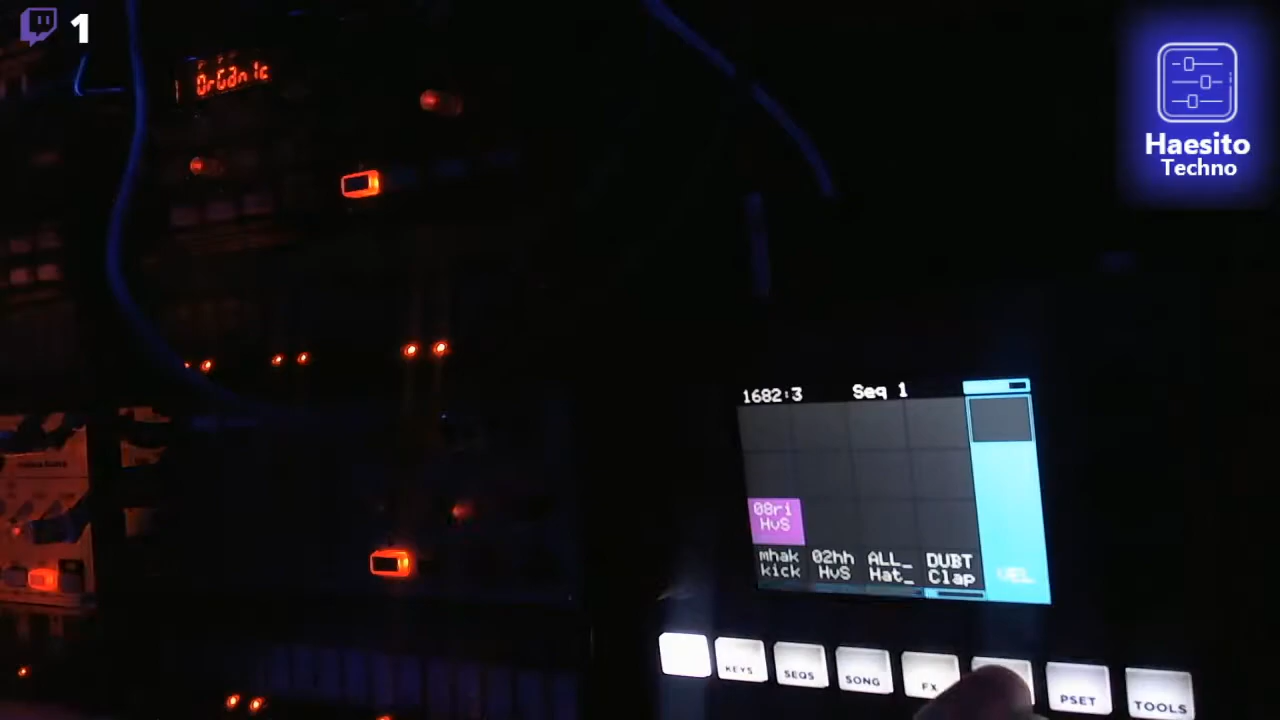 1
OrGanic
Haesito
Techno
1682:3 Seq 1
08ri
HvS
mhak 02hh ALL_ DUBT
kick HvS Hat_ Clap
VEL
KEYS SEQS SONG FX PSET TOOLS